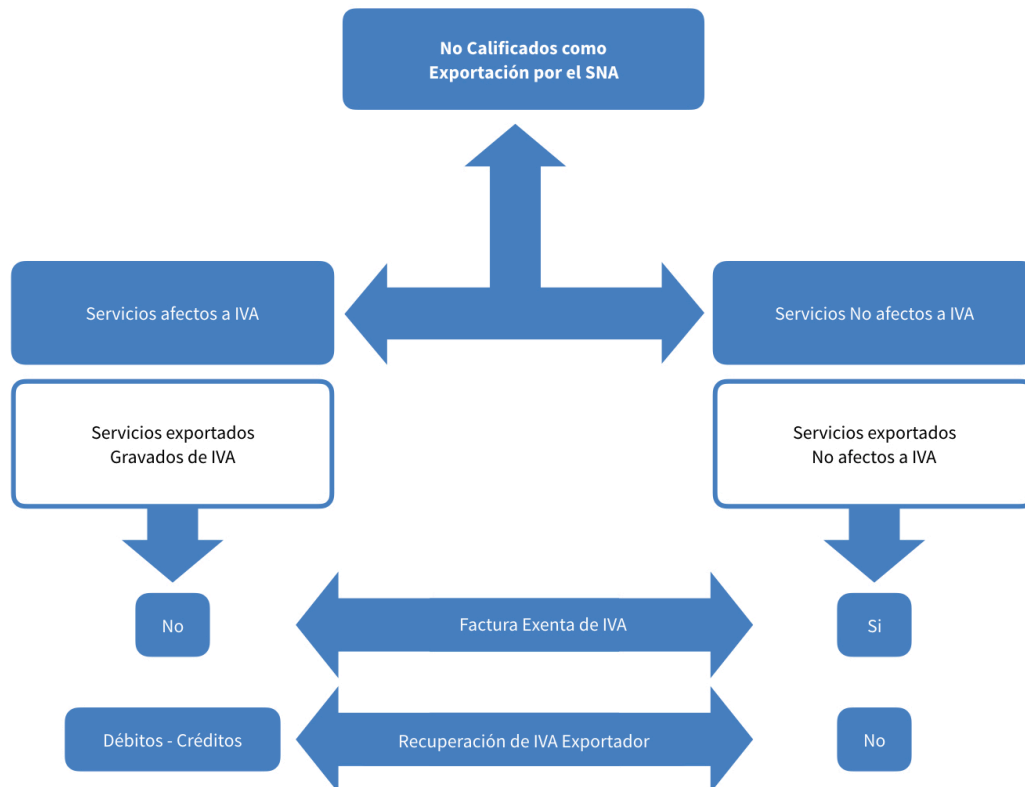 No Calificados como
Exportación por el SNA
Servicios afectos a IVA
Servicios No afectos a IVA
Servicios exportados
Gravados de IVA
Servicios exportados
No afectos a IVA
No
Factura Exenta de IVA
Si
Débitos - Créditos
Recuperación de IVA Exportador
No